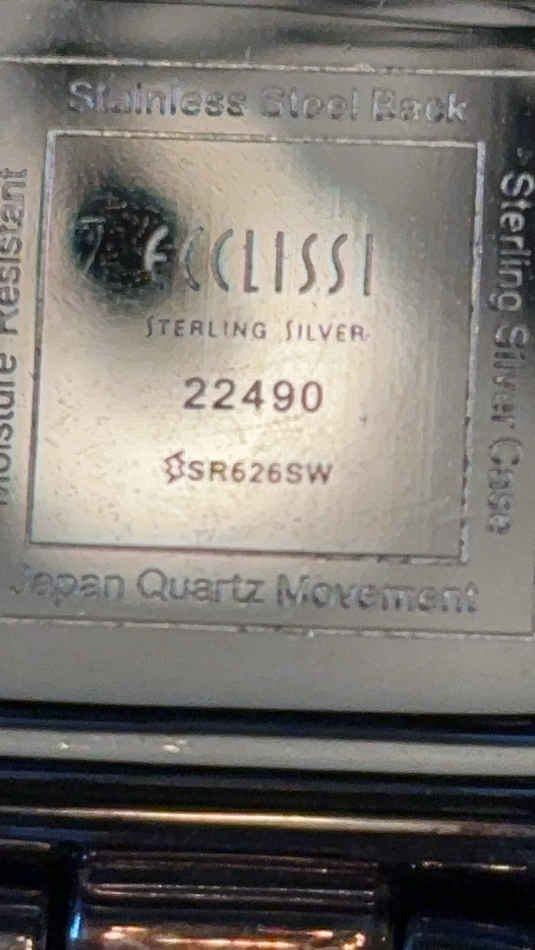 Stainless Steel Back
ECCLISSI
STERLING SILVER
22490
SR626SW
Japan Quartz Movement
Moisture Resistant
Sterling Silver Case